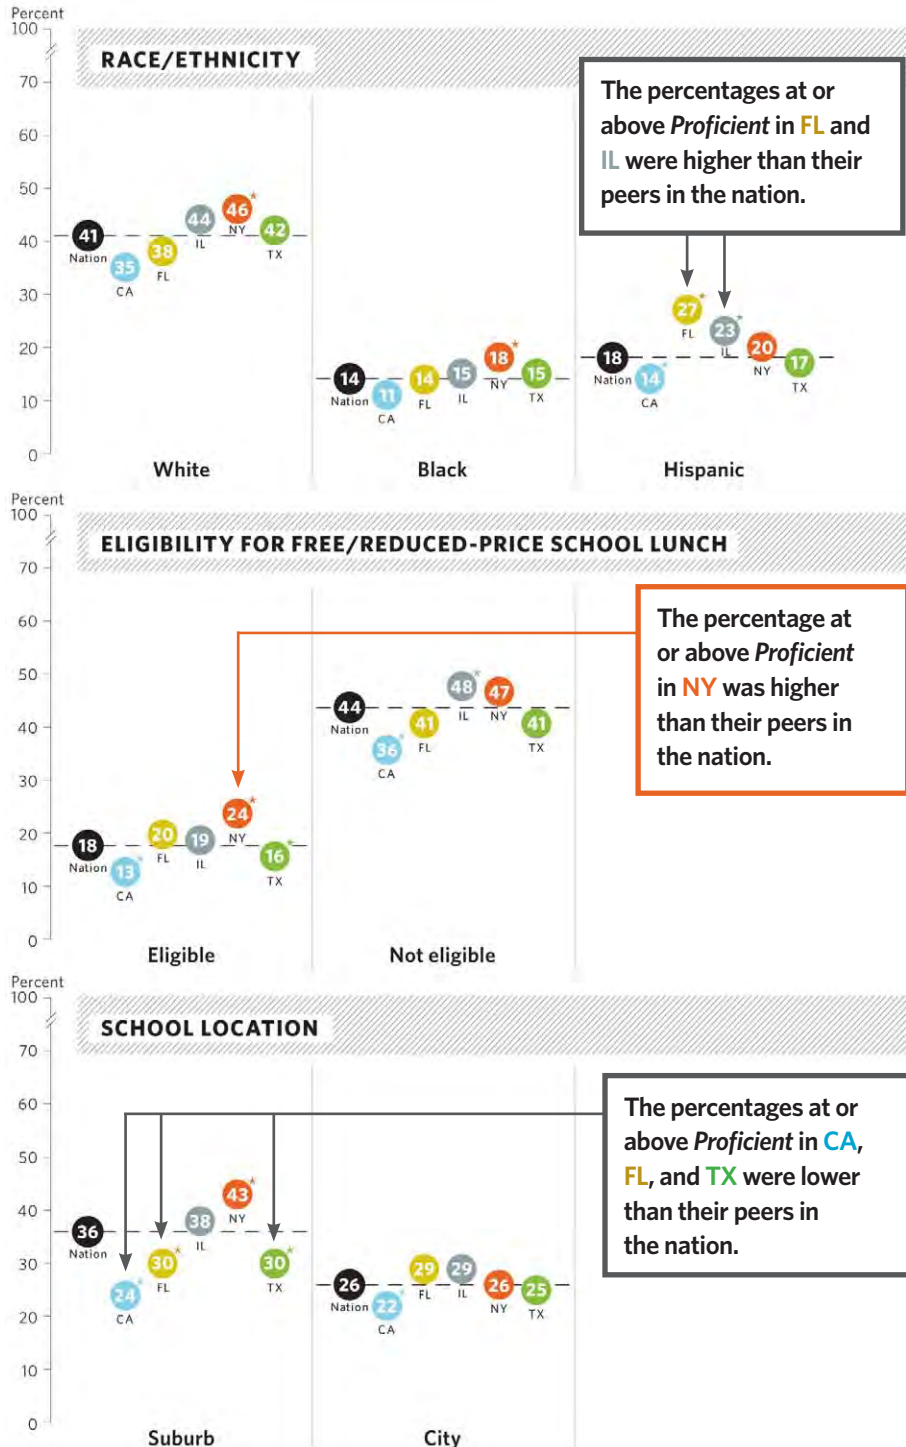 Percent
100
RACE/ETHNICITY
70
60
50
40
30
20
10
0
The percentages at or
above Proficient in FL and
IL were higher than their
peers in the nation.
41
Nation
35
CA
38
FL
44
IL
46*
NY
42
TX
White
14
Nation
11
CA
14
FL
15
IL
18*
NY
15
TX
Black
18
Nation
14*
CA
27*
FL
23*
IL
20
NY
17
TX
Hispanic
Percent
100
ELIGIBILITY FOR FREE/REDUCED-PRICE SCHOOL LUNCH
70
60
50
40
30
20
10
0
The percentage at
or above Proficient
in NY was higher
than their peers in
the nation.
18
Nation
13*
CA
20
FL
19
IL
24*
NY
16*
TX
Eligible
44
Nation
36*
CA
41
FL
48*
IL
47
NY
41
TX
Not eligible
Percent
100
SCHOOL LOCATION
70
60
50
40
30
20
10
0
The percentages at or
above Proficient in CA,
FL, and TX were lower
than their peers in
the nation.
36
Nation
24*
CA
30*
FL
38
IL
43*
NY
30*
TX
Suburb
26
Nation
22*
CA
29
FL
29
IL
26
NY
25
TX
City